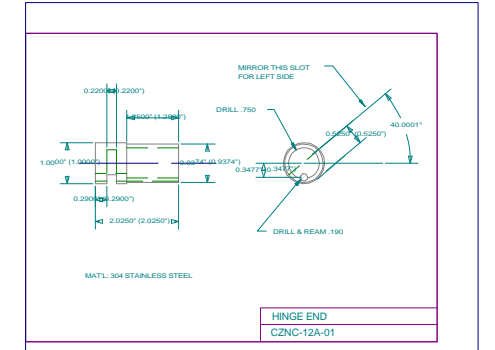 MIRROR THIS SLOT
FOR LEFT SIDE
0.2200" (0.2200")
DRILL .750
40.0001°
0.5250" (0.5250")
1.0000" (1.0000")
0.9374" (0.9374")
0.3477" (0.3477")
0.2900" (0.2900")
2.0250" (2.0250")
DRILL & REAM .190
MAT'L: 304 STAINLESS STEEL
HINGE END
CZNC-12A-01